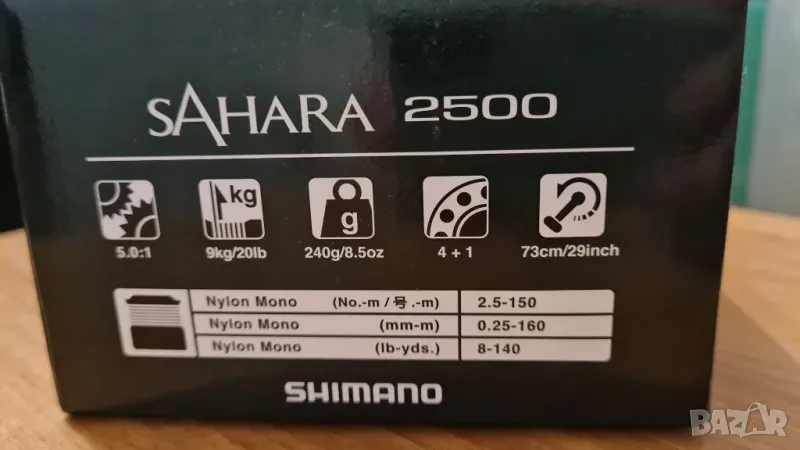 SAHARA 2500
kg
g
5.0:1 9kg/20lb 240g/8.5oz 4 + 1 73cm/29inch
Nylon Mono (No.-m / 号.-m) 2.5-150
Nylon Mono (mm-m) 0.25-160
Nylon Mono (lb-yds.) 8-140
SHIMANO
BAZAR